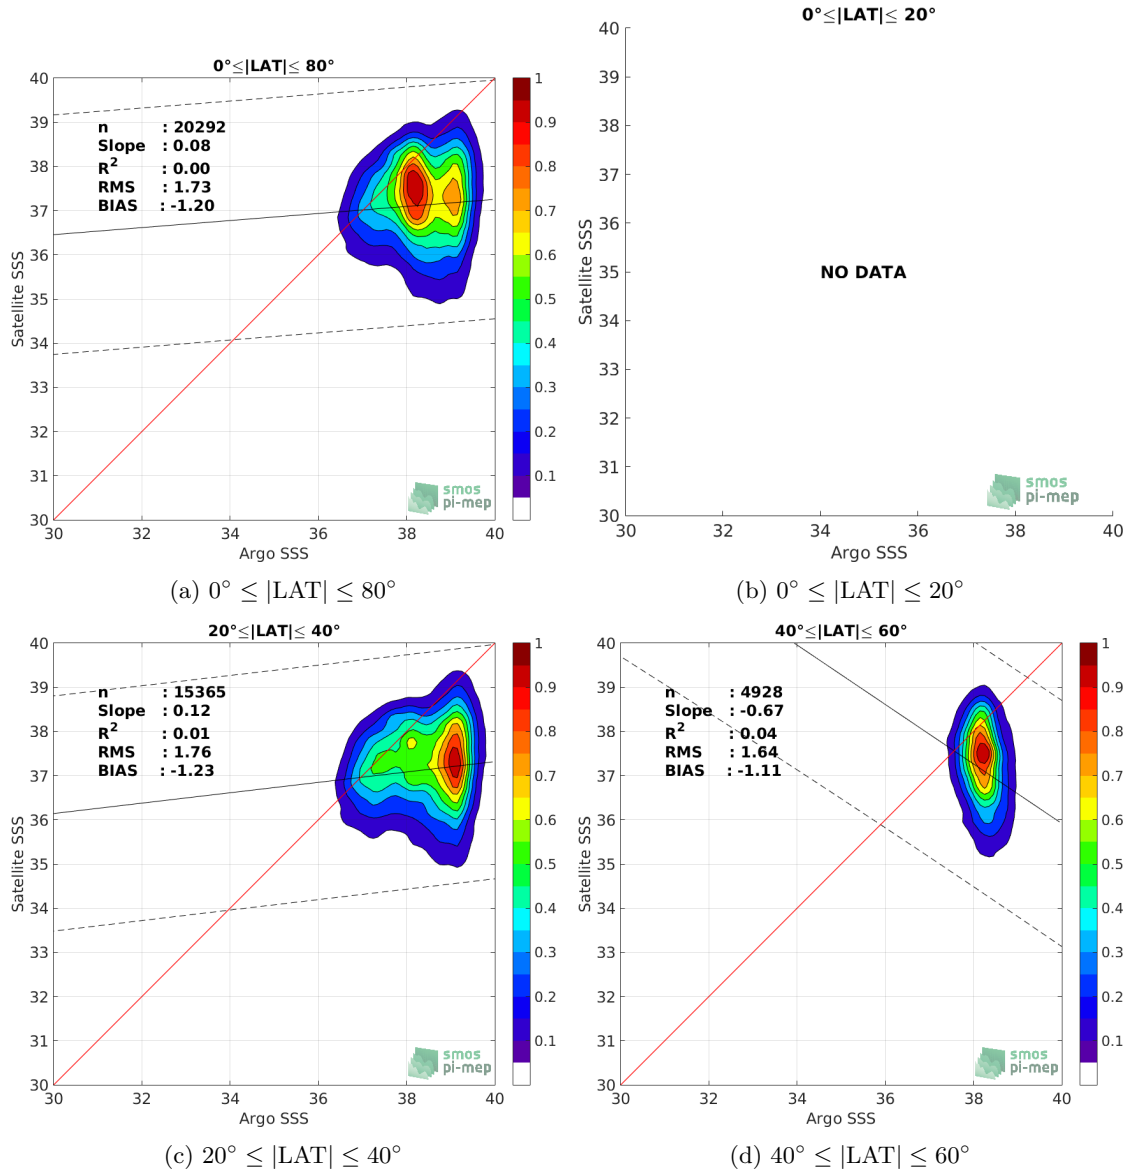 0°≤|LAT|≤ 80°
n : 20292
Slope : 0.08
R² : 0.00
RMS : 1.73
BIAS : -1.20
40
39
38
37
36
35
34
33
32
31
30
30 32 34 36 38 40
Satellite SSS
Argo SSS
1
0.9
0.8
0.7
0.6
0.5
0.4
0.3
0.2
0.1
smos
pi-mep
(a) 0° ≤ |LAT| ≤ 80°
0°≤|LAT|≤ 20°
NO DATA
40
39
38
37
36
35
34
33
32
31
30
30 32 34 36 38 40
Satellite SSS
Argo SSS
smos
pi-mep
(b) 0° ≤ |LAT| ≤ 20°
20°≤|LAT|≤ 40°
n : 15365
Slope : 0.12
R² : 0.01
RMS : 1.76
BIAS : -1.23
40
39
38
37
36
35
34
33
32
31
30
30 32 34 36 38 40
Satellite SSS
Argo SSS
1
0.9
0.8
0.7
0.6
0.5
0.4
0.3
0.2
0.1
smos
pi-mep
(c) 20° ≤ |LAT| ≤ 40°
40°≤|LAT|≤ 60°
n : 4928
Slope : -0.67
R² : 0.04
RMS : 1.64
BIAS : -1.11
40
39
38
37
36
35
34
33
32
31
30
30 32 34 36 38 40
Satellite SSS
Argo SSS
1
0.9
0.8
0.7
0.6
0.5
0.4
0.3
0.2
0.1
smos
pi-mep
(d) 40° ≤ |LAT| ≤ 60°